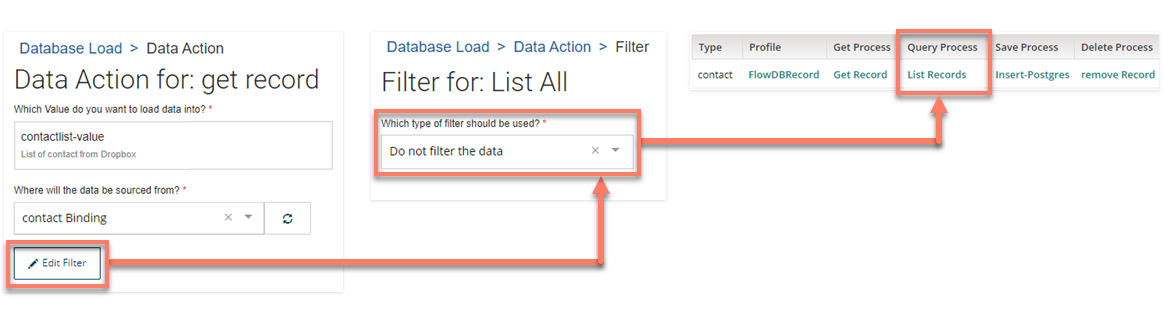 Database Load > Data Action
Data Action for: get record
Which Value do you want to load data into? *
contactlist-value
List of contact from Dropbox
Where will the data be sourced from? *
contact Binding
Edit Filter
Database Load > Data Action > Filter
Filter for: List All
Which type of filter should be used? *
Do not filter the data
Type Profile Get Process Query Process Save Process Delete Process
contact FlowDBRecord Get Record List Records Insert-Postgres remove Record